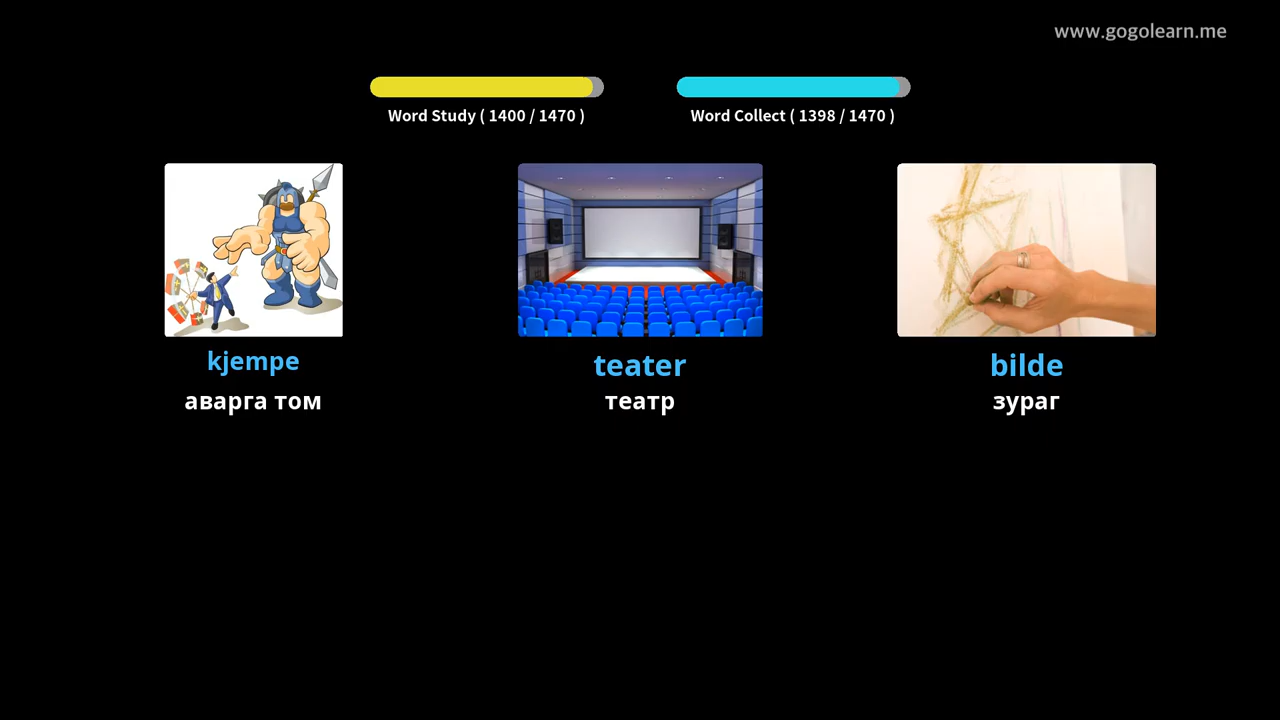 www.gogolearn.me
Word Study ( 1400 / 1470 )
Word Collect ( 1398 / 1470 )
kjempe
teater
bilde
аварга том
театр
зураг